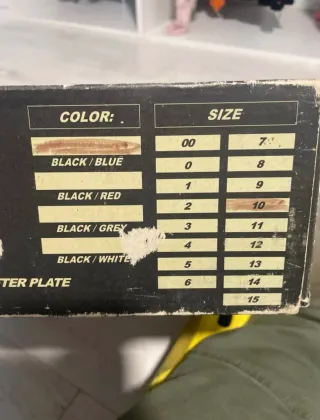 COLOR:
BLACK / BLUE
BLACK / RED
BLACK / GREY
BLACK / WHITE
TER PLATE
SIZE
00 7
0 8
1 9
2 10
3 11
4 12
5 13
6 14
15